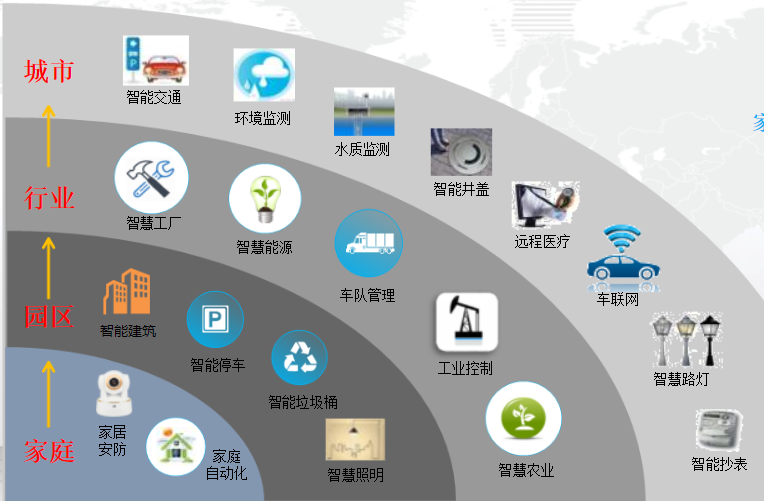 城市
智能交通
环境监测
水质监测
智能井盖
远程医疗
车联网
智慧路灯
智能抄表
行业
智慧工厂
智慧能源
车队管理
工业控制
智慧农业
园区
智能建筑
P
智能停车
智能垃圾桶
智慧照明
家庭
家居
安防
家庭
自动化